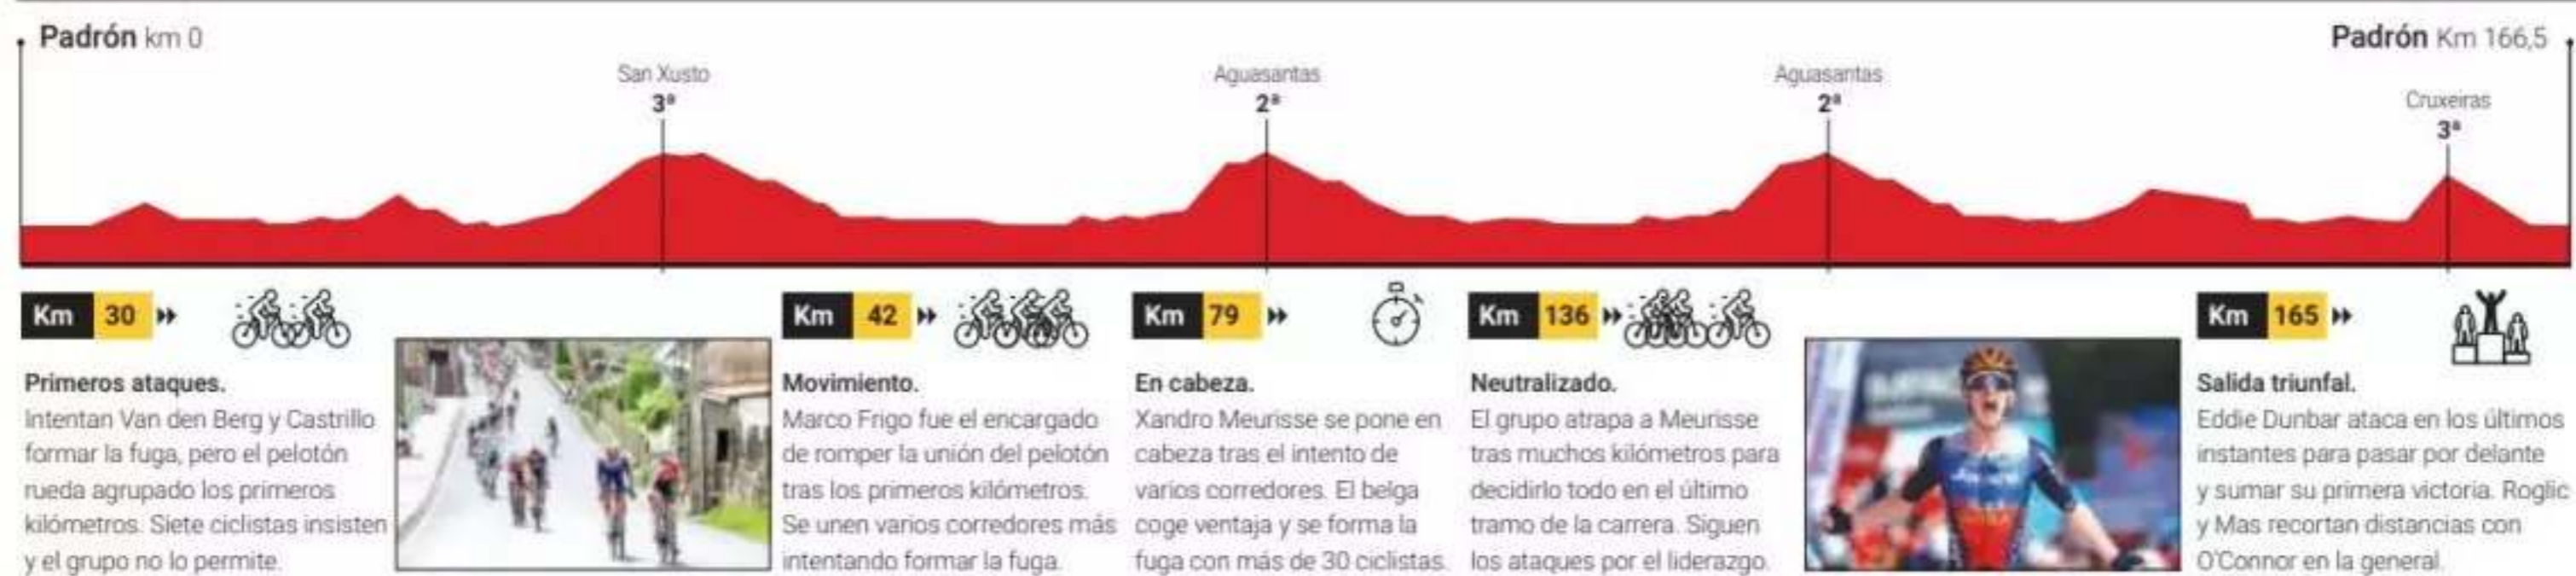 Padrón km 0
Padrón Km 166,5
San Xusto
3ª
Aguasantas
2ª
Aguasantas
2ª
Cruxeiras
3ª
Km 30
Primeros ataques.
Intentan Van den Berg y Castrillo
formar la fuga, pero el pelotón
rueda agrupado los primeros
kilómetros. Siete ciclistas insisten
y el grupo no lo permite.
Km 42
Movimiento.
Marco Frigo fue el encargado
de romper la unión del pelotón
tras los primeros kilómetros.
Se unen varios corredores más
intentando formar la fuga.
Km 79
En cabeza.
Xandro Meurisse se pone en
cabeza tras el intento de
varios corredores. El belga
coge ventaja y se forma la
fuga con más de 30 ciclistas.
Km 136
Neutralizado.
El grupo atrapa a Meurisse
tras muchos kilómetros para
decidirlo todo en el último
tramo de la carrera. Siguen
los ataques por el liderazgo.
Km 165
Salida triunfal.
Eddie Dunbar ataca en los últimos
instantes para pasar por delante
y sumar su primera victoria. Roglic
y Mas recortan distancias con
O'Connor en la general.